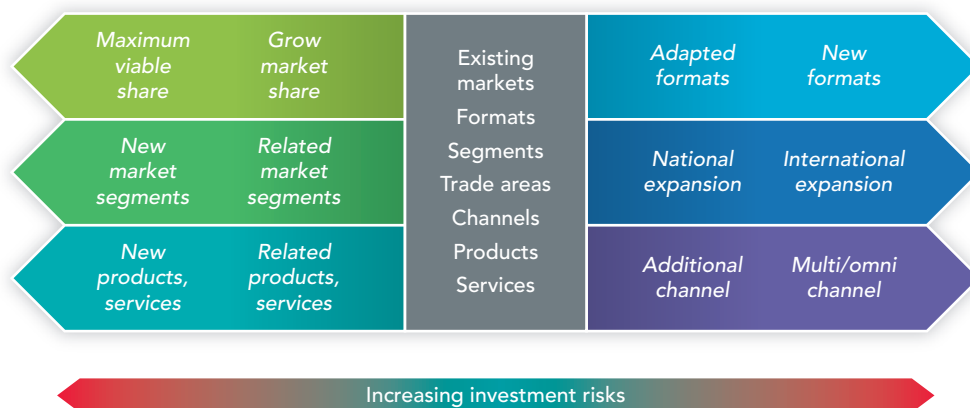 Maximum
viable
share
Grow
market
share
Existing
markets
Formats
Segments
Trade areas
Channels
Products
Services
Adapted
formats
New
formats
New
market
segments
Related
market
segments
National
expansion
International
expansion
New
products,
services
Related
products,
services
Additional
channel
Multi/omni
channel
Increasing investment risks